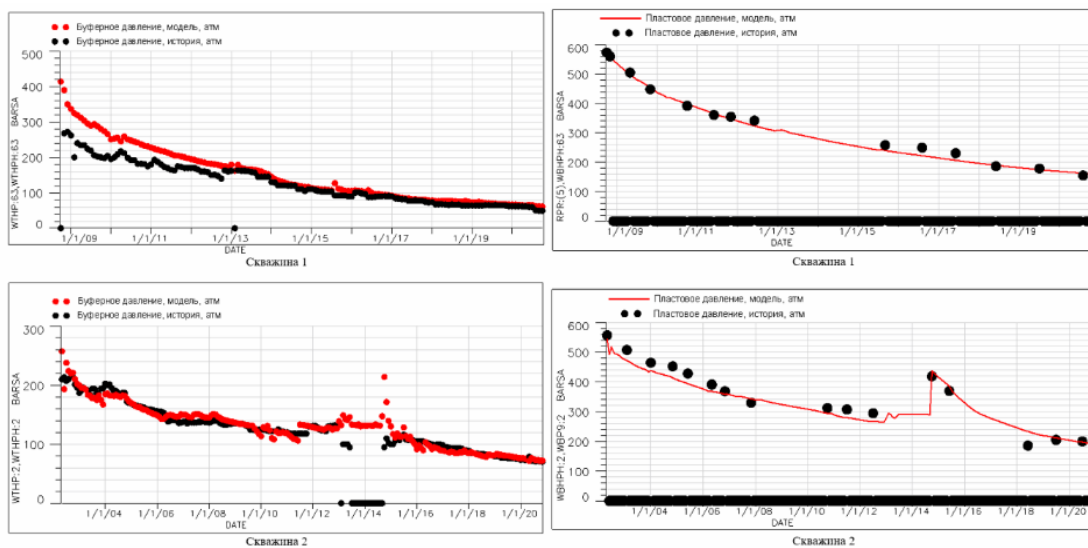 Буферное давление, модель, атм
Буферное давление, история, атм
500
400
300
200
100
0
WTHP:63,WTHPH:63 BARSA
1/1/09 1/1/11 1/1/13 1/1/15 1/1/17 1/1/19
DATE
Скважина 1
Пластовое давление, модель, атм
Пластовое давление, история, атм
600
500
400
300
200
100
0
RPR:(5),WBHPH:63 BARSA
1/1/09 1/1/11 1/1/13 1/1/15 1/1/17 1/1/19
DATE
Скважина 1
Буферное давление, модель, атм
Буферное давление, история, атм
300
200
100
0
WTHP:2,WTHPH:2 BARSA
1/1/04 1/1/06 1/1/08 1/1/10 1/1/12 1/1/14 1/1/16 1/1/18 1/1/20
DATE
Скважина 2
Пластовое давление, модель, атм
Пластовое давление, история, атм
600
500
400
300
200
100
0
WBHPH:2,WBP9:2 BARSA
1/1/04 1/1/06 1/1/08 1/1/10 1/1/12 1/1/14 1/1/16 1/1/18 1/1/20
DATE
Скважина 2